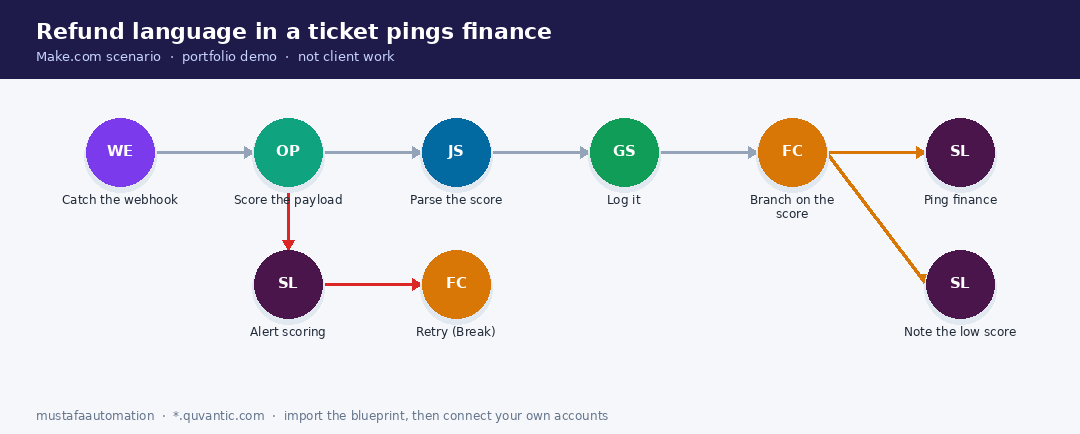 Refund language in a ticket pings finance
Make.com scenario · portfolio demo · not client work
WE
OP
JS
GS
FC
SL
Catch the webhook
Score the payload
Parse the score
Log it
Branch on the
score
Ping finance
SL
FC
SL
Alert scoring
Retry (Break)
Note the low score
mustafaautomation · *.quvantic.com · import the blueprint, then connect your own accounts